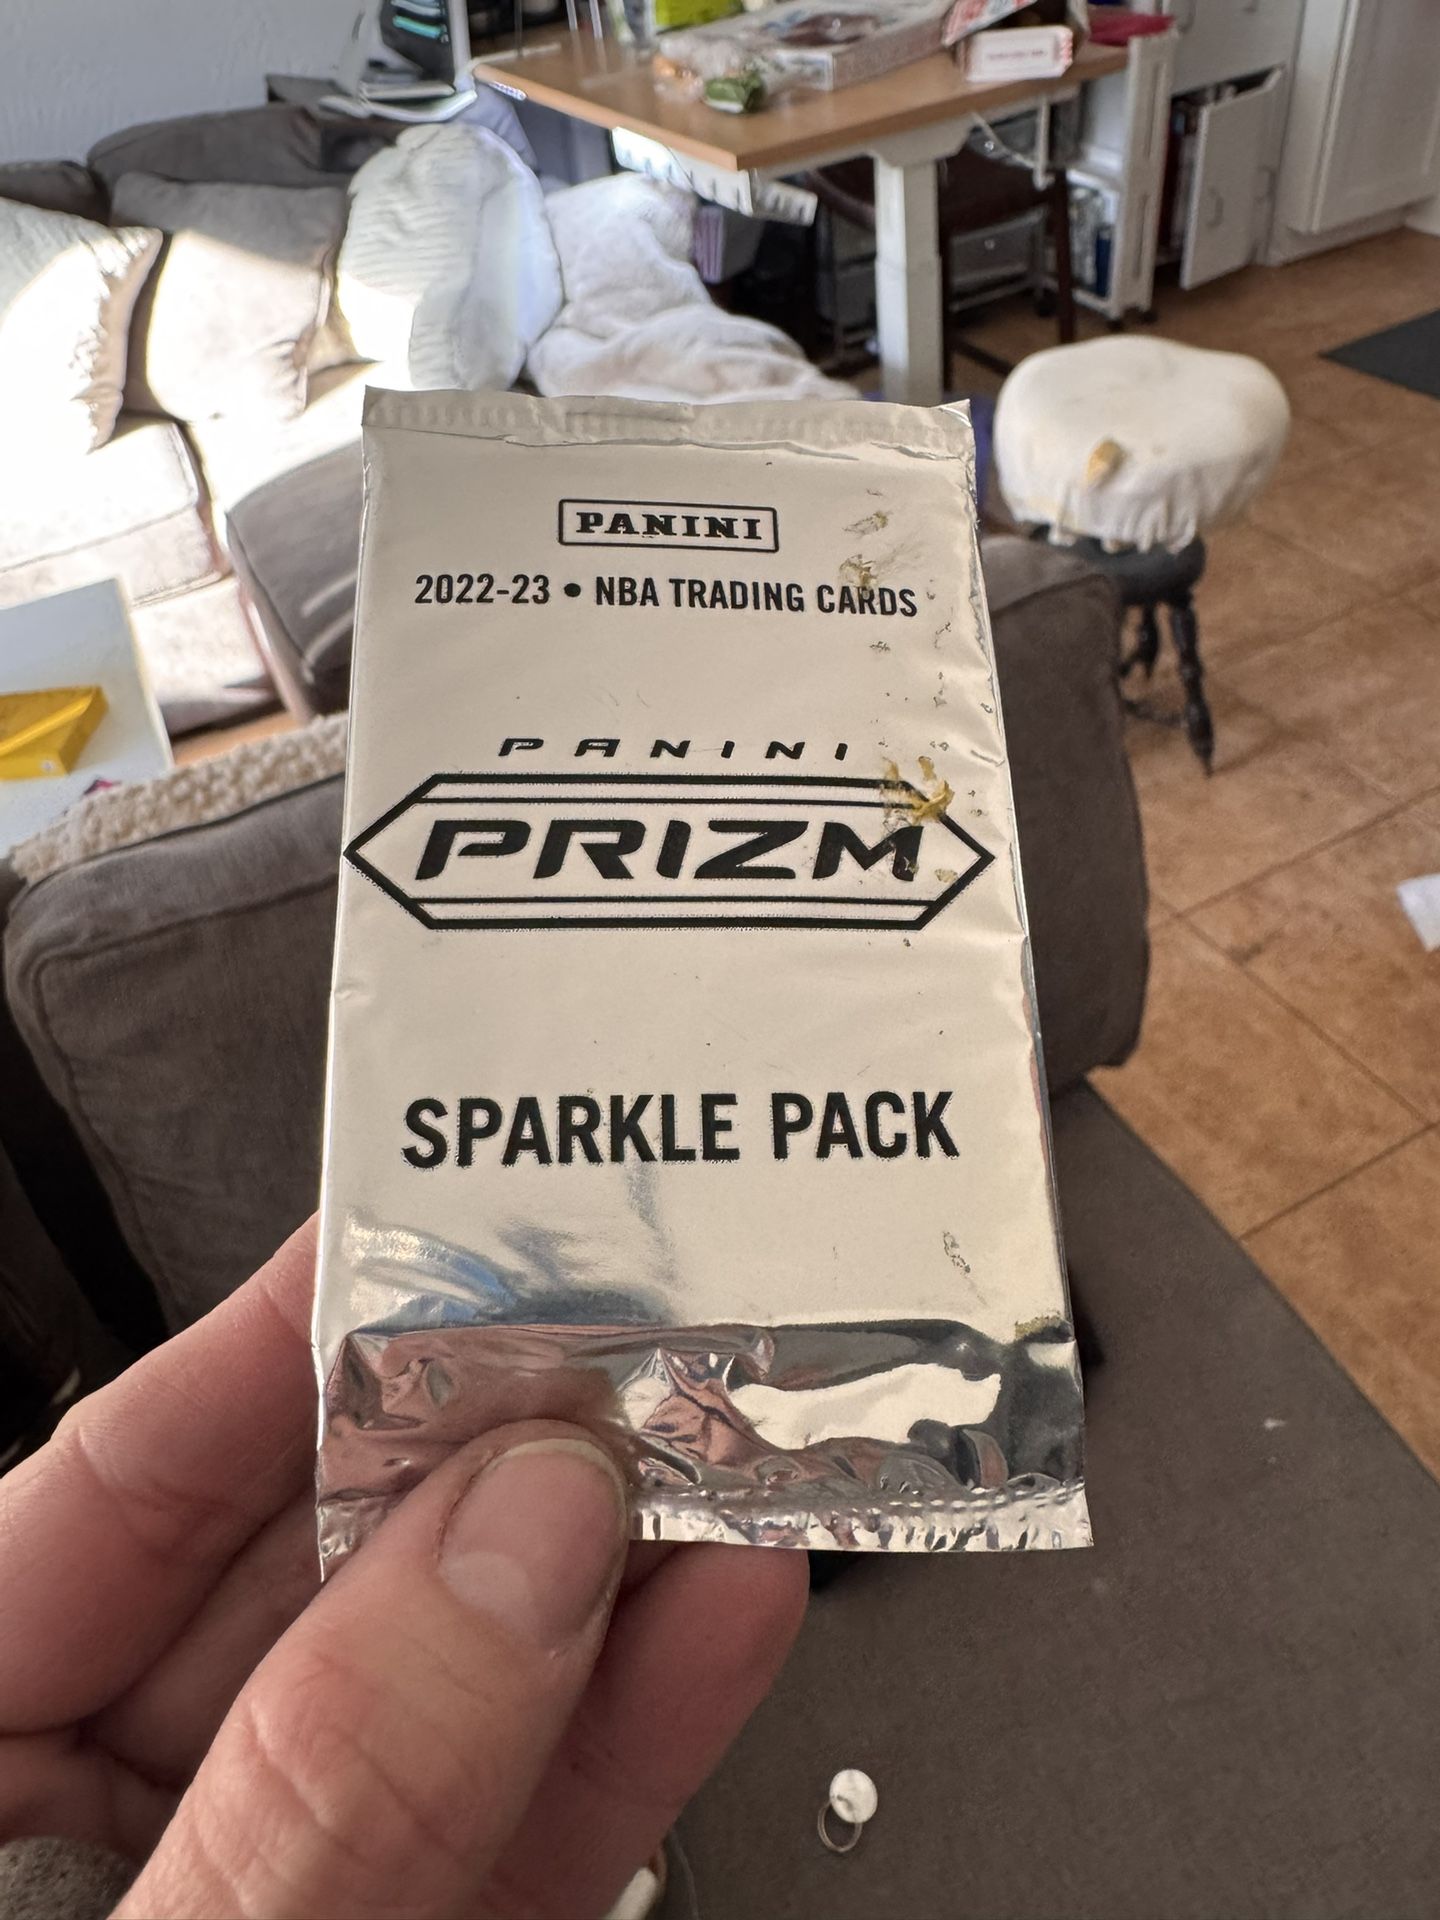 PANINI
2022-23 • NBA TRADING CARDS
PANINI
PRIZM
SPARKLE PACK